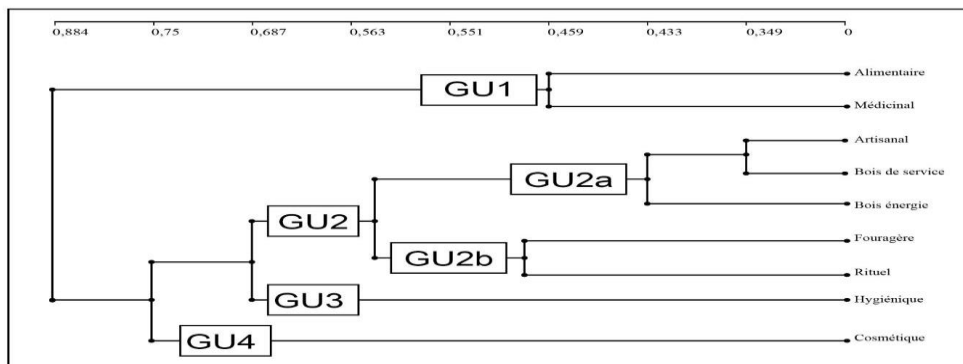 0,884 0,75 0,687 0,563 0,551 0,459 0,433 0,349 0
Alimentaire
GU1
Médicinal
Artisanal
Bois de service
GU2a
Bois énergie
GU2
Fouragère
GU2b
Rituel
GU3
Hygiénique
GU4
Cosmétique